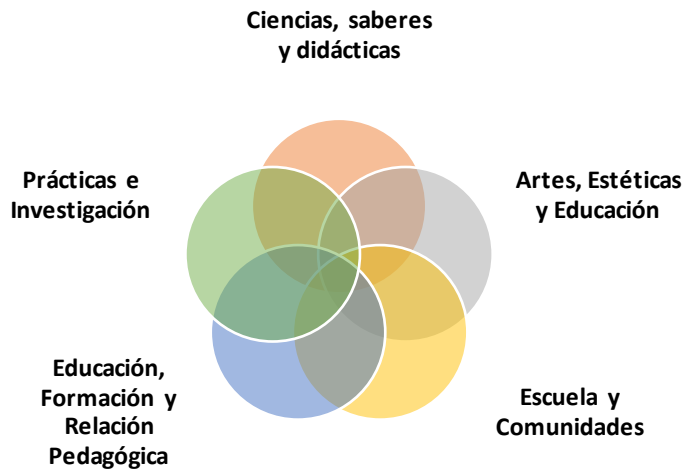 Ciencias, saberes
y didácticas
Prácticas e
Investigación
Artes, Estéticas
y Educación
Educación,
Formación y
Relación
Pedagógica
Escuela y
Comunidades